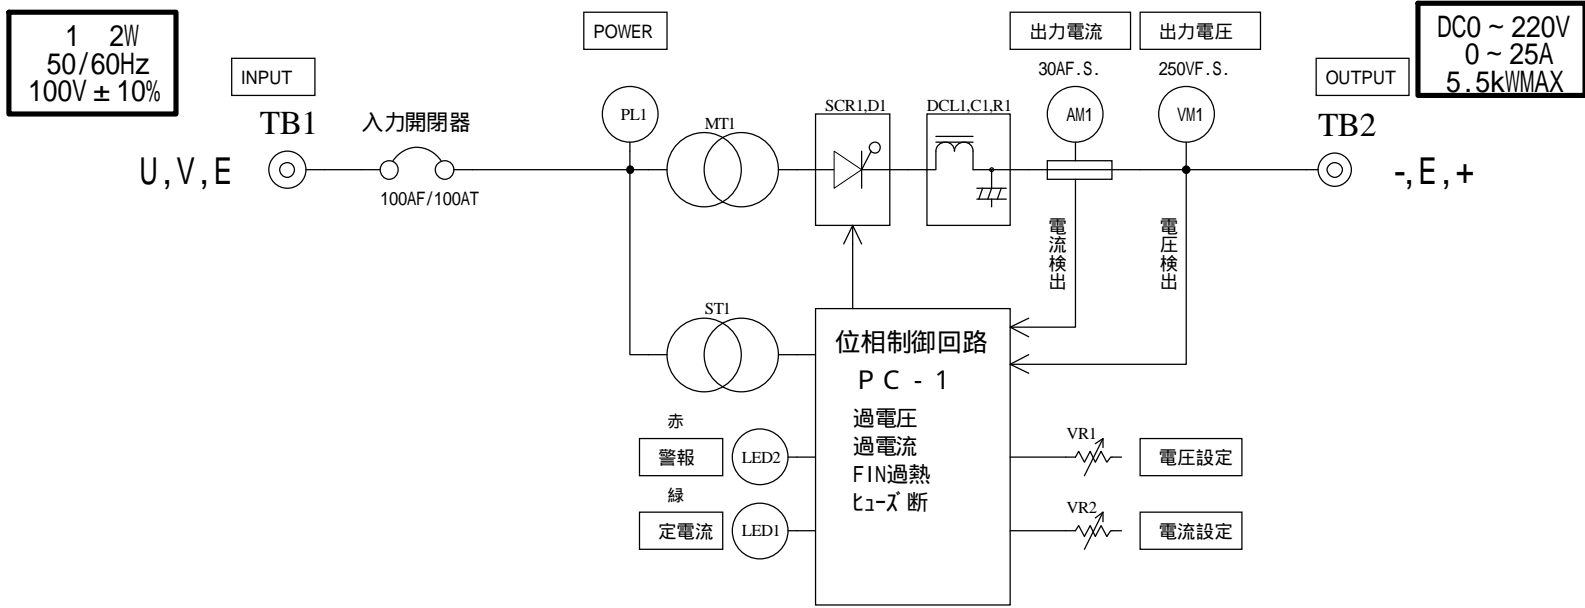 1 2W
50/60Hz
100V±10%
INPUT
TB1
U,V,E
入力開閉器
100AF/100AT
POWER
PL1
MT1
SCR1,D1
DCL1,C1,R1
出力電流
30AF.S.
AM1
出力電圧
250VF.S.
VM1
OUTPUT
TB2
-,E,+
DC0~220V
0~25A
5.5kWMAX
電流検出
電圧検出
ST1
位相制御回路
PC-1
過電圧
過電流
FIN過熱
ヒューズ断
赤
警報
LED2
緑
定電流
LED1
VR1
電圧設定
VR2
電流設定